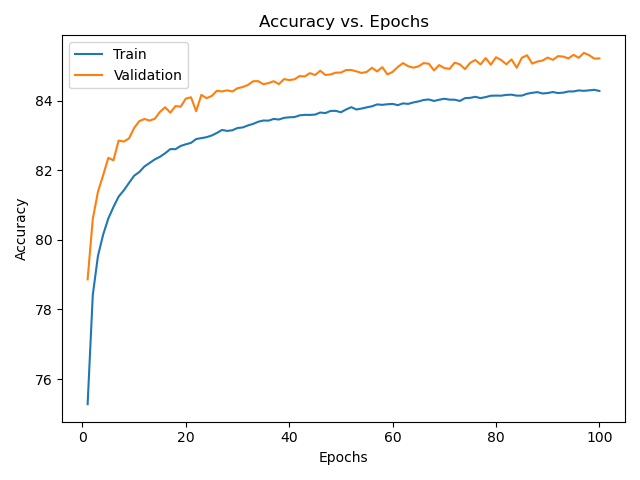 Accuracy vs. Epochs
Train
Validation
Accuracy
84
82
80
78
76
0 20 40 60 80 100
Epochs